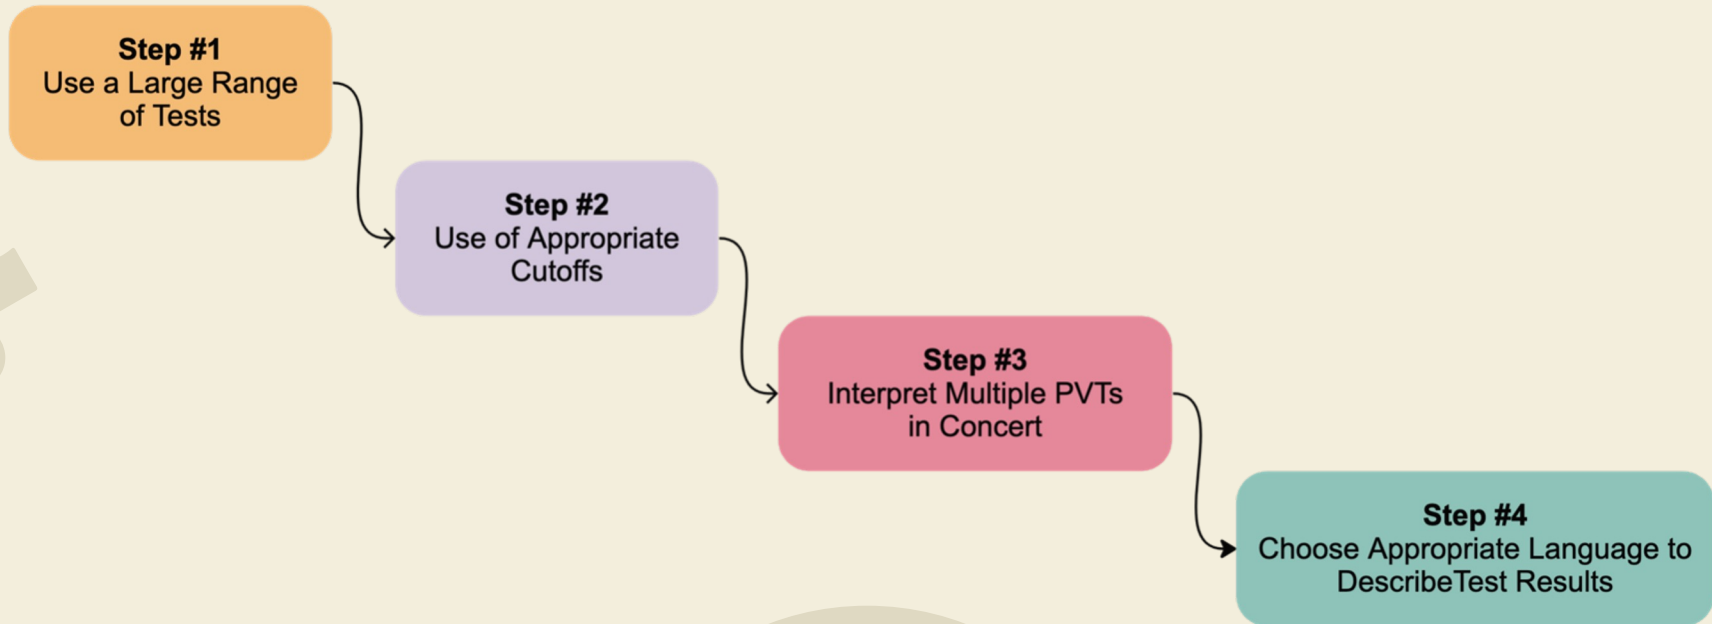 Step #1
Use a Large Range
of Tests
Step #2
Use of Appropriate
Cutoffs
Step #3
Interpret Multiple PVTs
in Concert
Step #4
Choose Appropriate Language to
DescribeTest Results